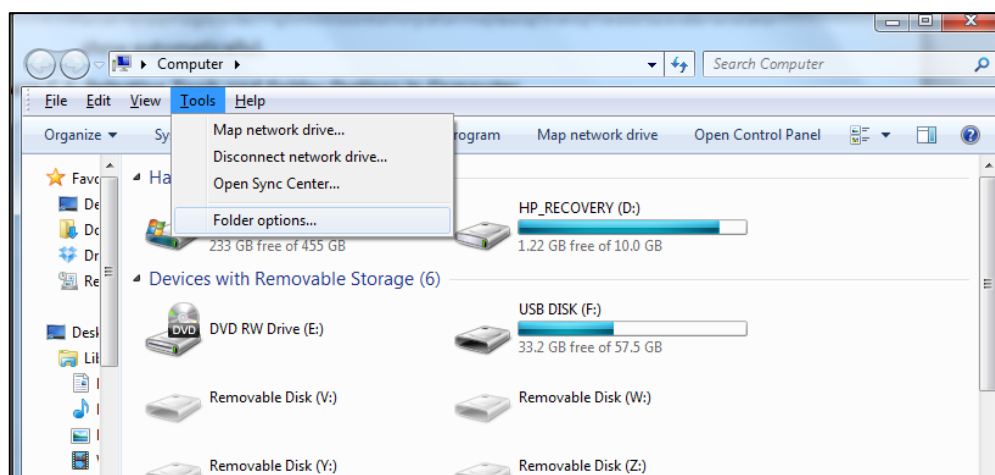 Computer
Search Computer
File Edit View Tools Help
Organize
Map network drive
Open Control Panel
Map network drive...
Disconnect network drive...
Open Sync Center...
Folder options...
233 GB free of 455 GB
HP_RECOVERY (D:)
1.22 GB free of 10.0 GB
Devices with Removable Storage (6)
DVD RW Drive (E:)
DVD
USB DISK (F:)
33.2 GB free of 57.5 GB
Removable Disk (V:)
Removable Disk (W:)
Removable Disk (Y:)
Removable Disk (Z:)